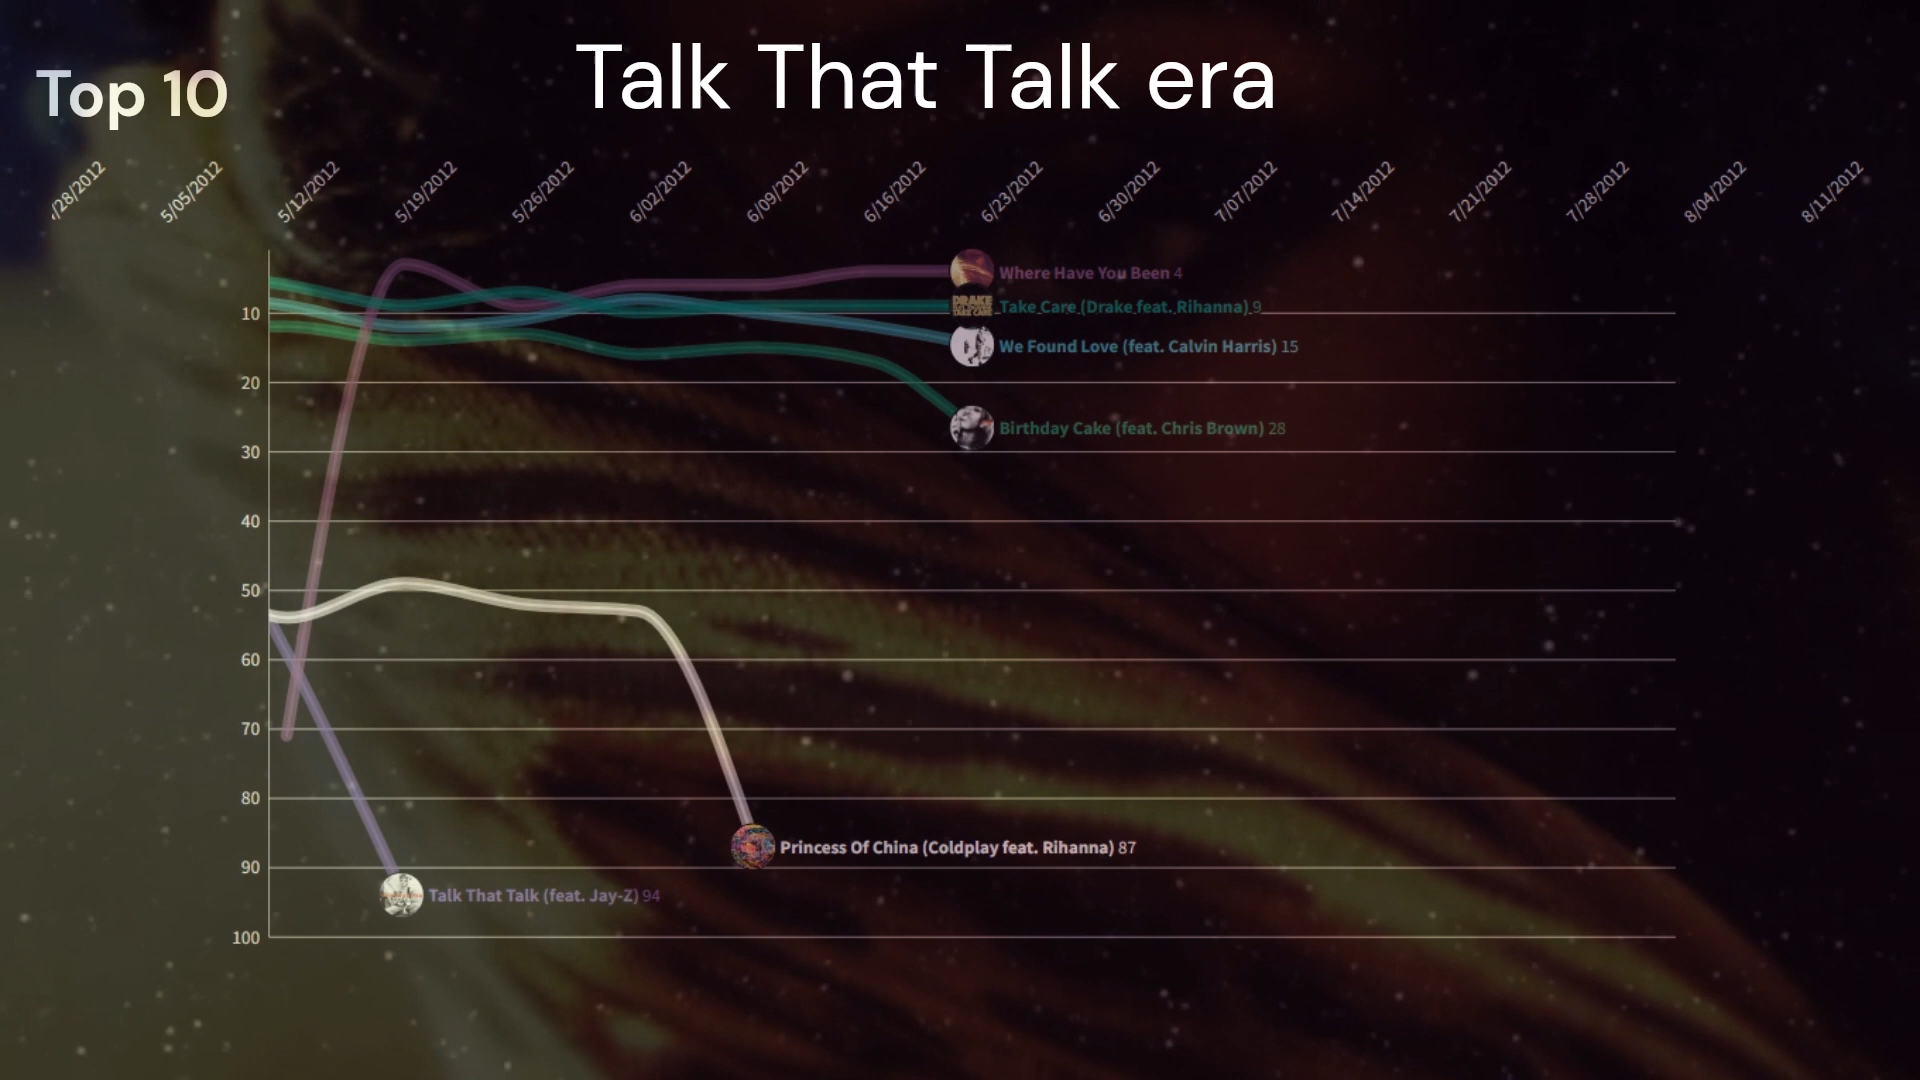 Talk That Talk era
Top 10
/28/2012
5/05/2012
5/12/2012
5/19/2012
5/26/2012
6/02/2012
6/09/2012
6/16/2012
6/23/2012
6/30/2012
7/07/2012
7/14/2012
7/21/2012
7/28/2012
8/04/2012
8/11/2012
Where Have You Been 4
DRAKE
TAKE CARE
Take Care (Drake feat. Rihanna) 9
10
We Found Love (feat. Calvin Harris) 15
20
Birthday Cake (feat. Chris Brown) 28
30
40
50
60
70
80
Princess Of China (Coldplay feat. Rihanna) 87
90
Talk That Talk (feat. Jay-Z) 94
100